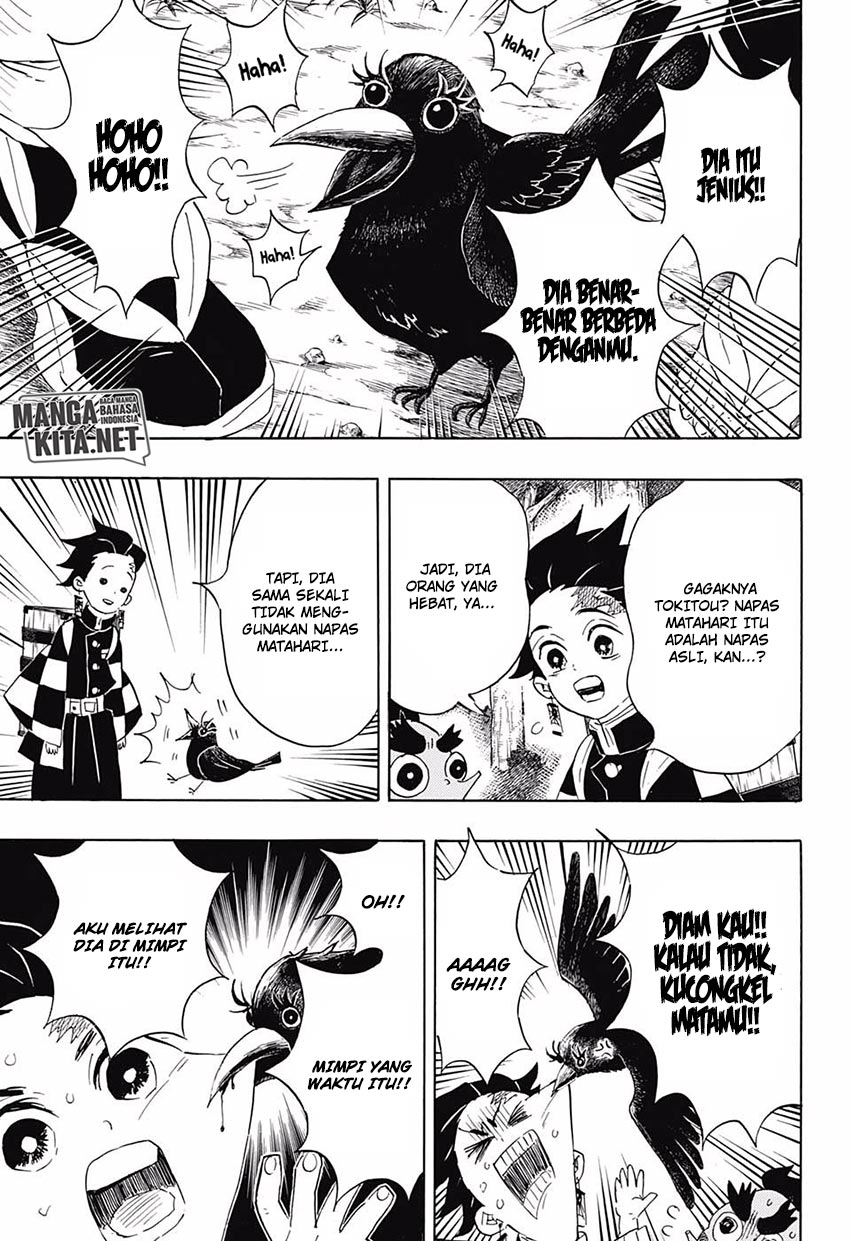 Haha!
Haha!
DIA ITU
JENIUS!!
DIA BENAR-
BENAR BERBEDA
DENGANMU.
Haha!
HOHO
HOHO!!
MANGA
KITA.NET
BACA MANGA
BAHASA
INDONESIA
GAGAKNYA
TOKITOU? NAPAS
MATAHARI ITU
ADALAH NAPAS
ASLI, KAN...?
JADI, DIA
ORANG YANG
HEBAT, YA...
TAPI, DIA
SAMA SEKALI
TIDAK MENG-
GUNAKAN NAPAS
MATAHARI...
DIAM KAU!!
KALAU TIDAK,
KUCONGKEL
MATAMU!!
AAAAG
GHH!!
OH!!
AKU MELIHAT
DIA DI MIMPI
ITU!!
MIMPI YANG
WAKTU ITU!!